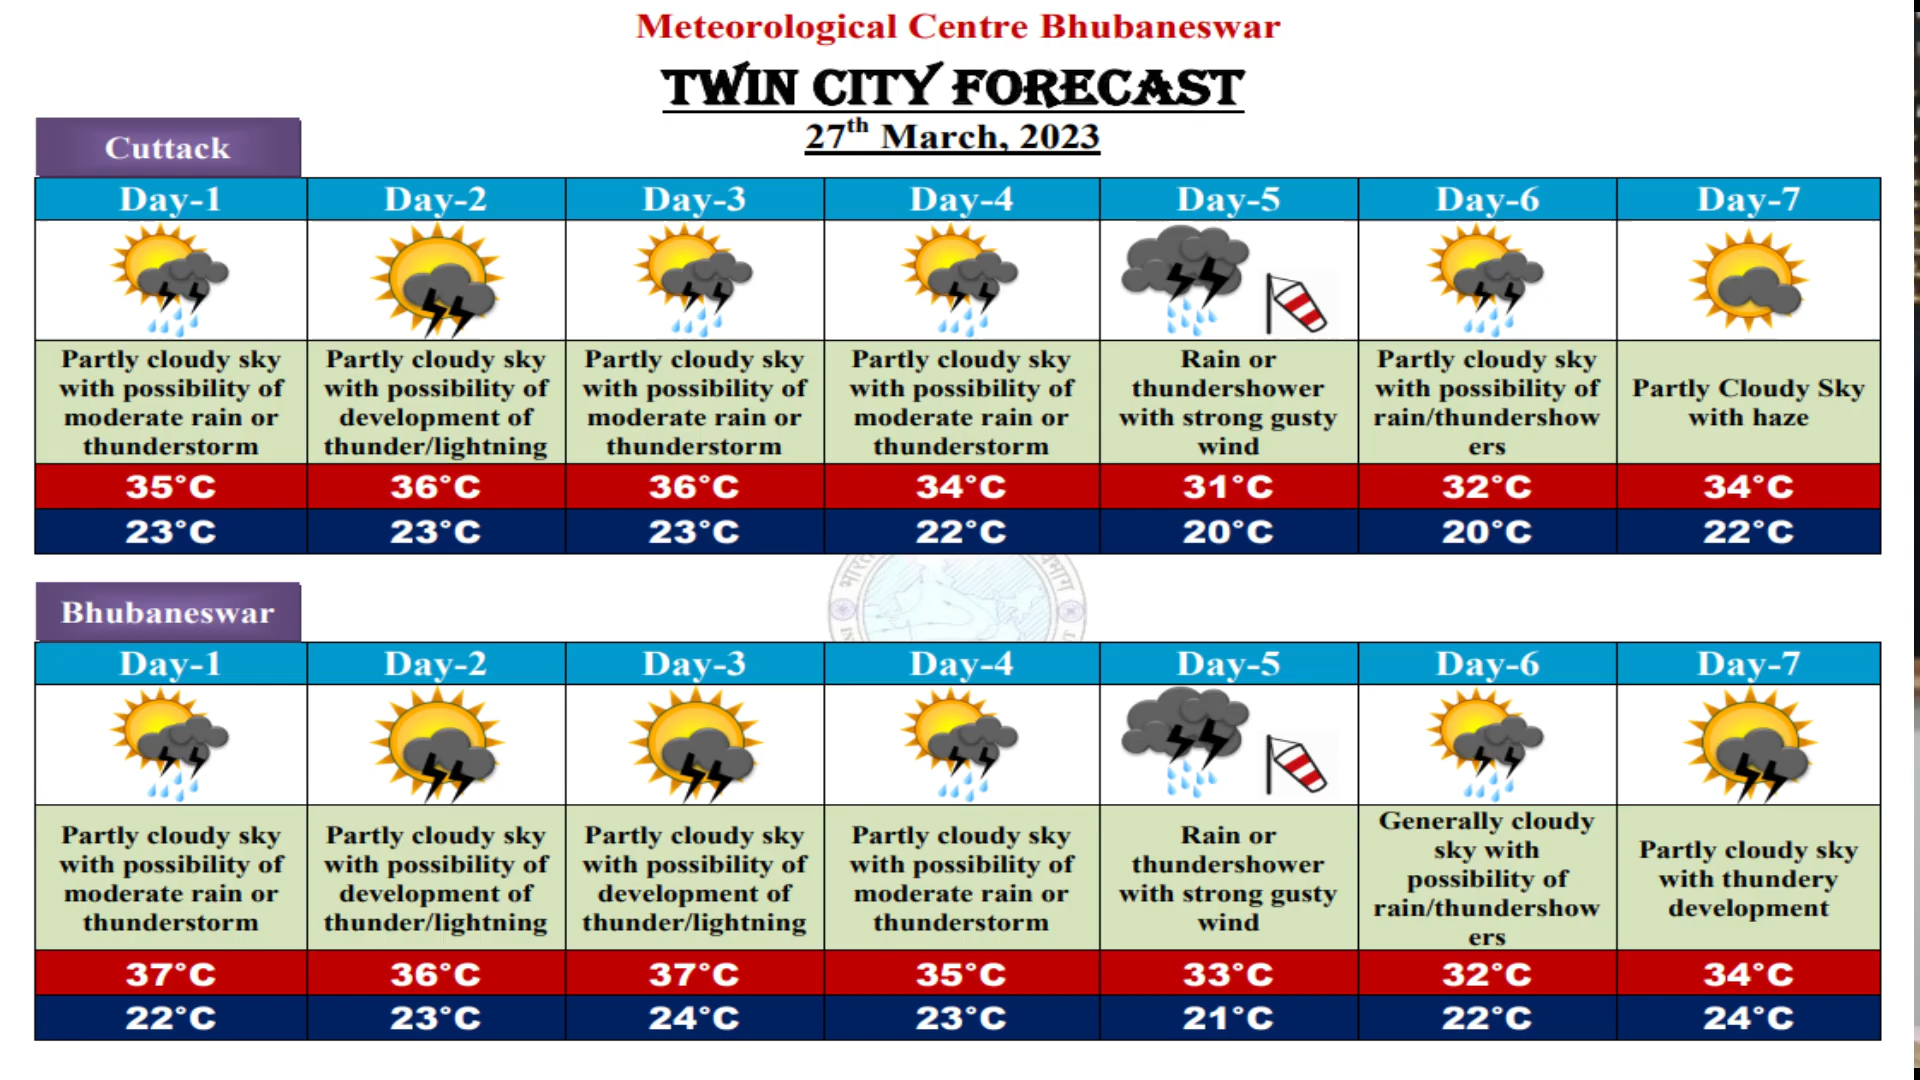 Meteorological Centre Bhubaneswar
TWIN CITY FORECAST
27th March, 2023
Cuttack
Day-1 Day-2 Day-3 Day-4 Day-5 Day-6 Day-7
Partly cloudy sky
with possibility of
moderate rain or
thunderstorm
Partly cloudy sky
with possibility of
development of
thunder/lightning
Partly cloudy sky
with possibility of
moderate rain or
thunderstorm
Partly cloudy sky
with possibility of
moderate rain or
thunderstorm
Rain or
thundershower
with strong gusty
wind
Partly cloudy sky
with possibility of
rain/thundershow
ers
Partly Cloudy Sky
with haze
35°C 36°C 36°C 34°C 31°C 32°C 34°C
23°C 23°C 23°C 22°C 20°C 20°C 22°C
Bhubaneswar
Day-1 Day-2 Day-3 Day-4 Day-5 Day-6 Day-7
Partly cloudy sky
with possibility of
moderate rain or
thunderstorm
Partly cloudy sky
with possibility of
development of
thunder/lightning
Partly cloudy sky
with possibility of
development of
thunder/lightning
Partly cloudy sky
with possibility of
moderate rain or
thunderstorm
Rain or
thundershower
with strong gusty
wind
Generally cloudy
sky with
possibility of
rain/thundershow
ers
Partly cloudy sky
with thundery
development
37°C 36°C 37°C 35°C 33°C 32°C 34°C
22°C 23°C 24°C 23°C 21°C 22°C 24°C